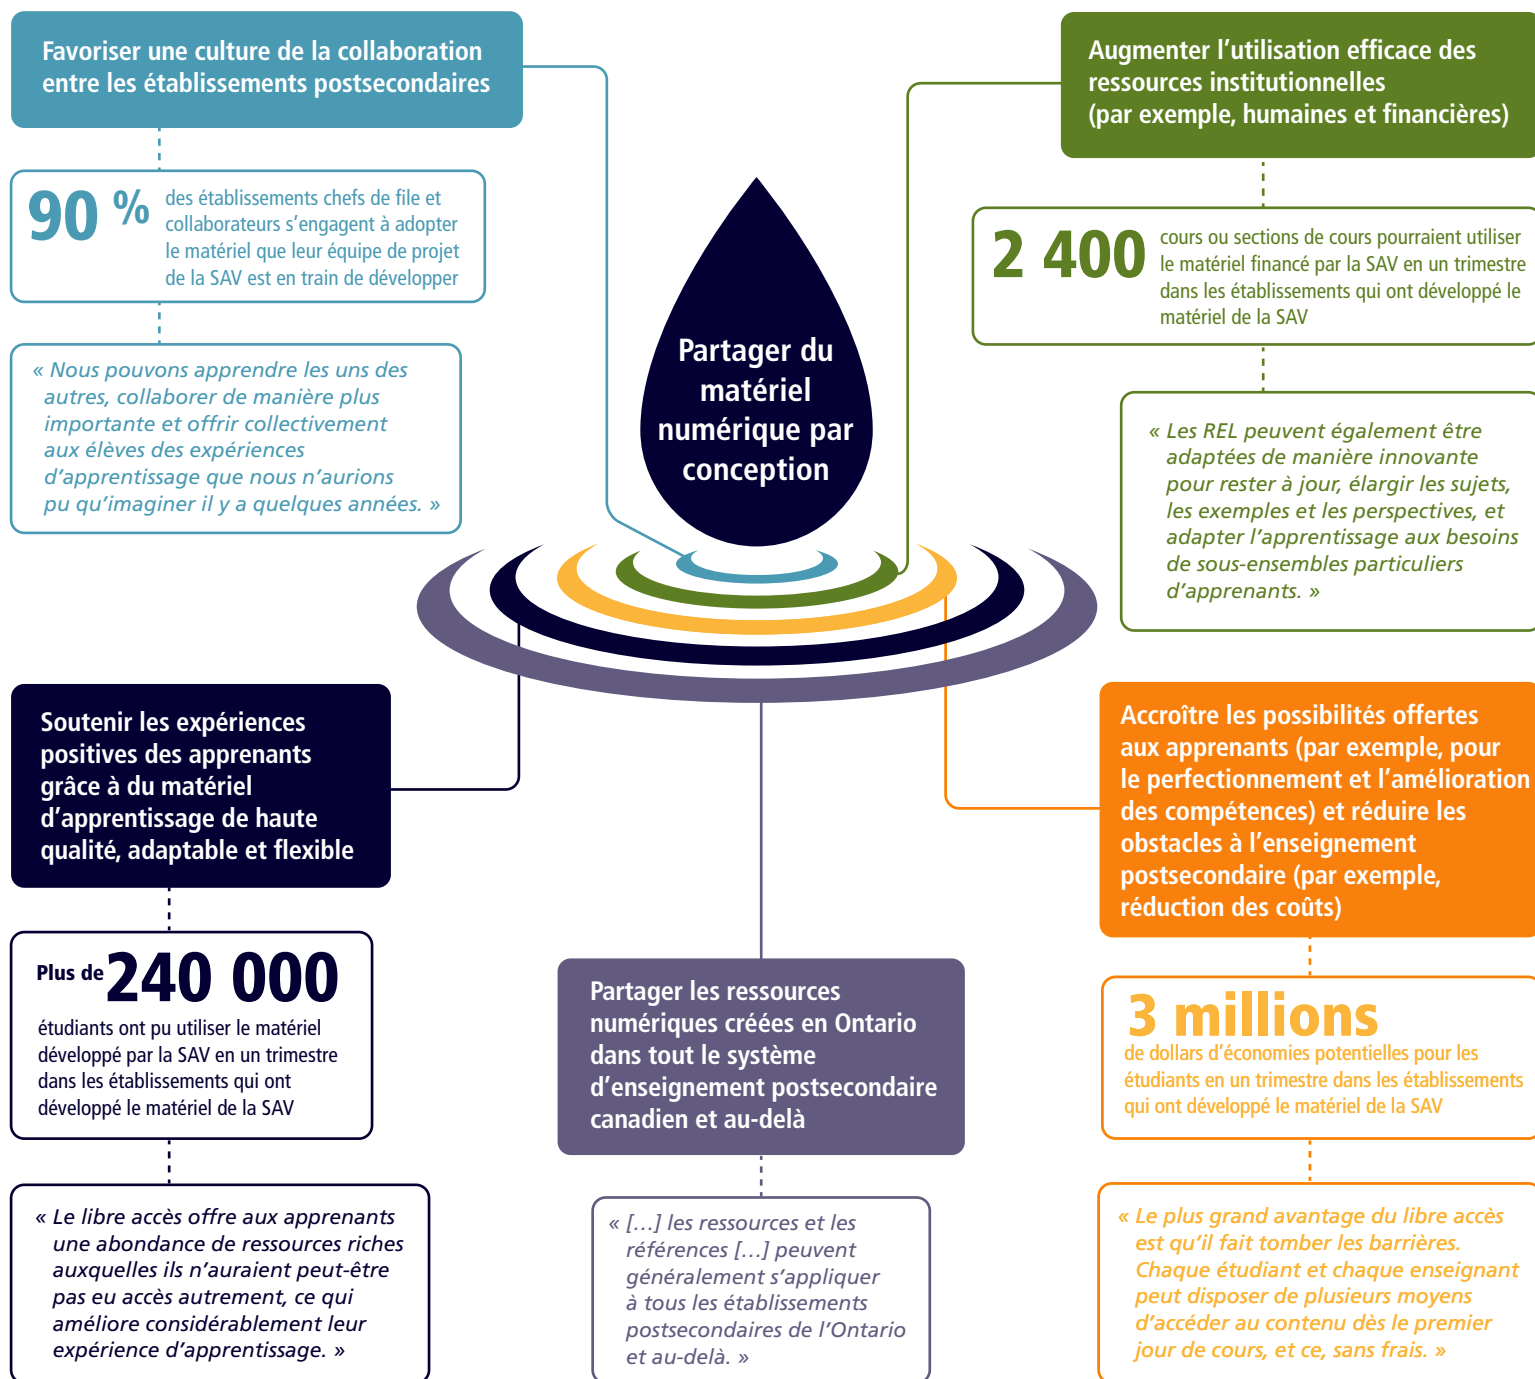 Favoriser une culture de la collaboration
entre les établissements postsecondaires
90 %
des établissements chefs de file et
collaborateurs s’engagent à adopter
le matériel que leur équipe de projet
de la SAV est en train de développer
« Nous pouvons apprendre les uns des
autres, collaborer de manière plus
importante et offrir collectivement
aux élèves des expériences
d’apprentissage que nous n’aurions
pu qu’imaginer il y a quelques années. »
Partager du
matériel
numérique par
conception
Augmenter l’utilisation efficace des
ressources institutionnelles
(par exemple, humaines et financières)
2 400
cours ou sections de cours pourraient utiliser
le matériel financé par la SAV en un trimestre
dans les établissements qui ont développé le
matériel de la SAV
« Les REL peuvent également être
adaptées de manière innovante
pour rester à jour, élargir les sujets,
les exemples et les perspectives, et
adapter l’apprentissage aux besoins
de sous-ensembles particuliers
d’apprenants. »
Soutenir les expériences
positives des apprenants
grâce à du matériel
d’apprentissage de haute
qualité, adaptable et flexible
Plus de 240 000
étudiants ont pu utiliser le matériel
développé par la SAV en un trimestre
dans les établissements qui ont
développé le matériel de la SAV
« Le libre accès offre aux apprenants
une abondance de ressources riches
auxquelles ils n’auraient peut-être
pas eu accès autrement, ce qui
améliore considérablement leur
expérience d’apprentissage. »
Partager les ressources
numériques créées en Ontario
dans tout le système
d’enseignement postsecondaire
canadien et au-delà
« […] les ressources et les
références […] peuvent
généralement s’appliquer
à tous les établissements
postsecondaires de l’Ontario
et au-delà. »
Accroître les possibilités offertes
aux apprenants (par exemple, pour
le perfectionnement et l’amélioration
des compétences) et réduire les
obstacles à l’enseignement
postsecondaire (par exemple,
réduction des coûts)
3 millions
de dollars d’économies potentielles pour les
étudiants en un trimestre dans les établissements
qui ont développé le matériel de la SAV
« Le plus grand avantage du libre accès
est qu’il fait tomber les barrières.
Chaque étudiant et chaque enseignant
peut disposer de plusieurs moyens
d’accéder au contenu dès le premier
jour de cours, et ce, sans frais. »